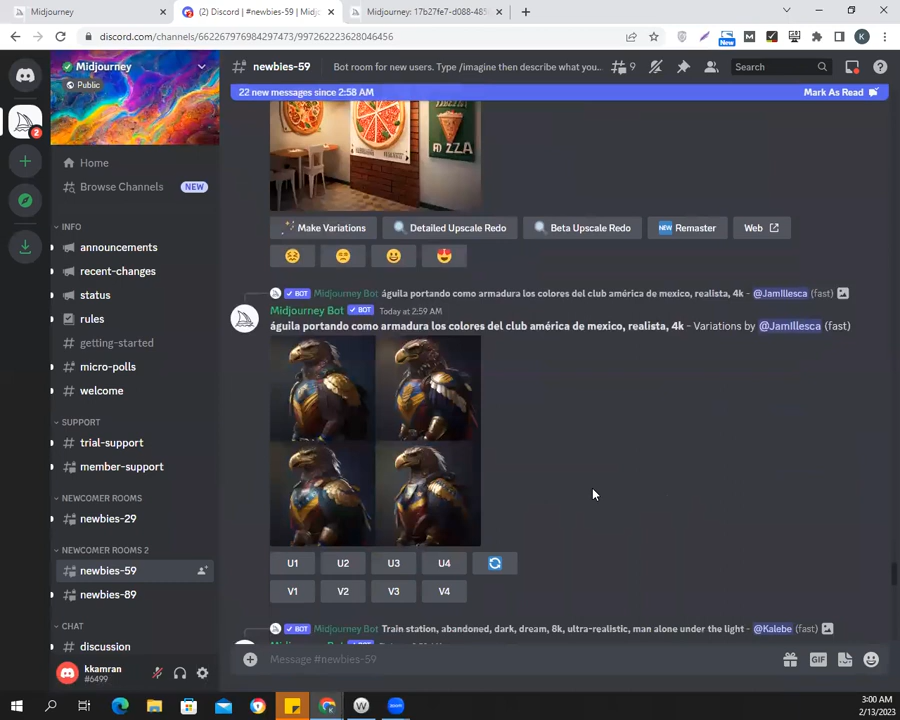 Midjourney
(2) Discord | #newbies-59 | Midjo
Midjourney: 17b27fe7-d088-485
discord.com/channels/662267976984297473/997262223628046456
New
K
Midjourney
Public
newbies-59
Bot room for new users. Type /imagine then describe what you...
9
Search
22 new messages since 2:58 AM
Mark As Read
2
Home
Browse Channels
NEW
INFO
announcements
recent-changes
status
rules
getting-started
micro-polls
welcome
SUPPORT
trial-support
member-support
NEWCOMER ROOMS
newbies-29
NEWCOMER ROOMS 2
newbies-59
newbies-89
CHAT
discussion
kkamran
#6499
Make Variations
Detailed Upscale Redo
Beta Upscale Redo
NEW Remaster
Web
BOT Midjourney Bot águila portando como armadura los colores del club américa de mexico, realista, 4k - @JamIllesca (fast)
Midjourney Bot BOT Today at 2:59 AM
águila portando como armadura los colores del club américa de mexico, realista, 4k - Variations by @JamIllesca (fast)
U1 U2 U3 U4
V1 V2 V3 V4
BOT Midjourney Bot Train station, abandoned, dark, dream, 8k, ultra-realistic, man alone under the light - @Kalebe (fast)
Message #newbies-59
GIF
3:00 AM
2/13/2023